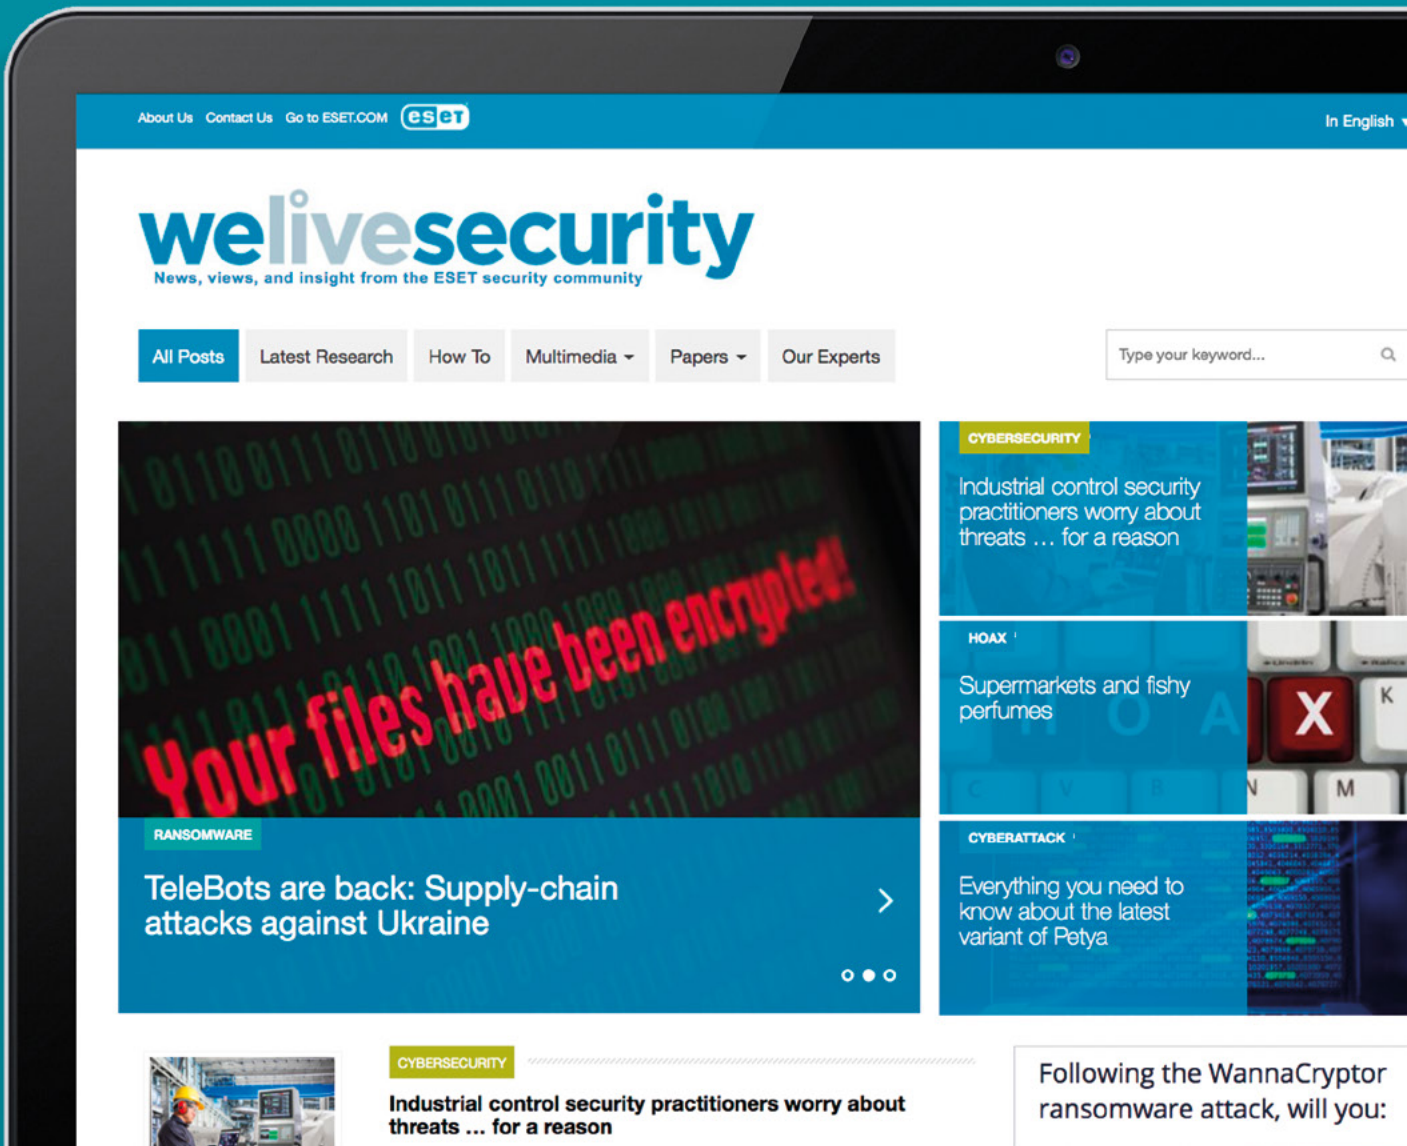 About Us Contact Us Go to ESET.COM eset
In English
welivesecurity
News, views, and insight from the ESET security community
All Posts Latest Research How To Multimedia Papers Our Experts
Type your keyword...
Your files have been encrypted!
RANSOMWARE
TeleBots are back: Supply-chain
attacks against Ukraine
CYBERSECURITY
Industrial control security
practitioners worry about
threats ... for a reason
HOAX
Supermarkets and fishy
perfumes
O A X K
C V B N M
CYBERATTACK
Everything you need to
know about the latest
variant of Petya
CYBERSECURITY
Industrial control security practitioners worry about
threats ... for a reason
Following the WannaCryptor
ransomware attack, will you: